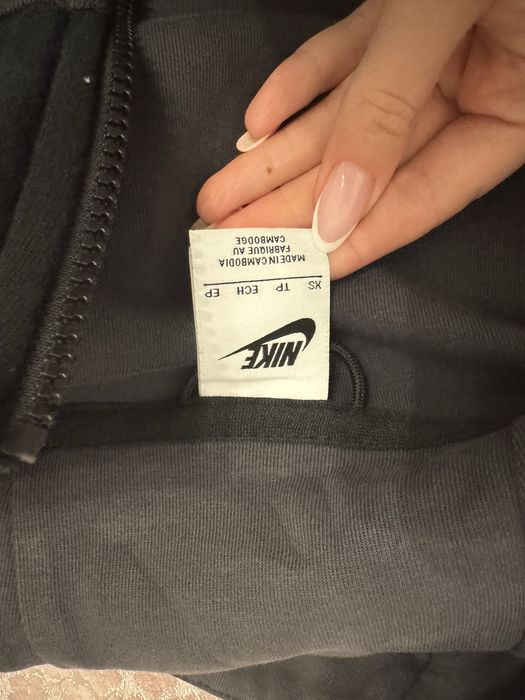 NIKE
XS TP ECH EP
MADE IN CAMBODIA
FABRIQUE AU
CAMBODGE